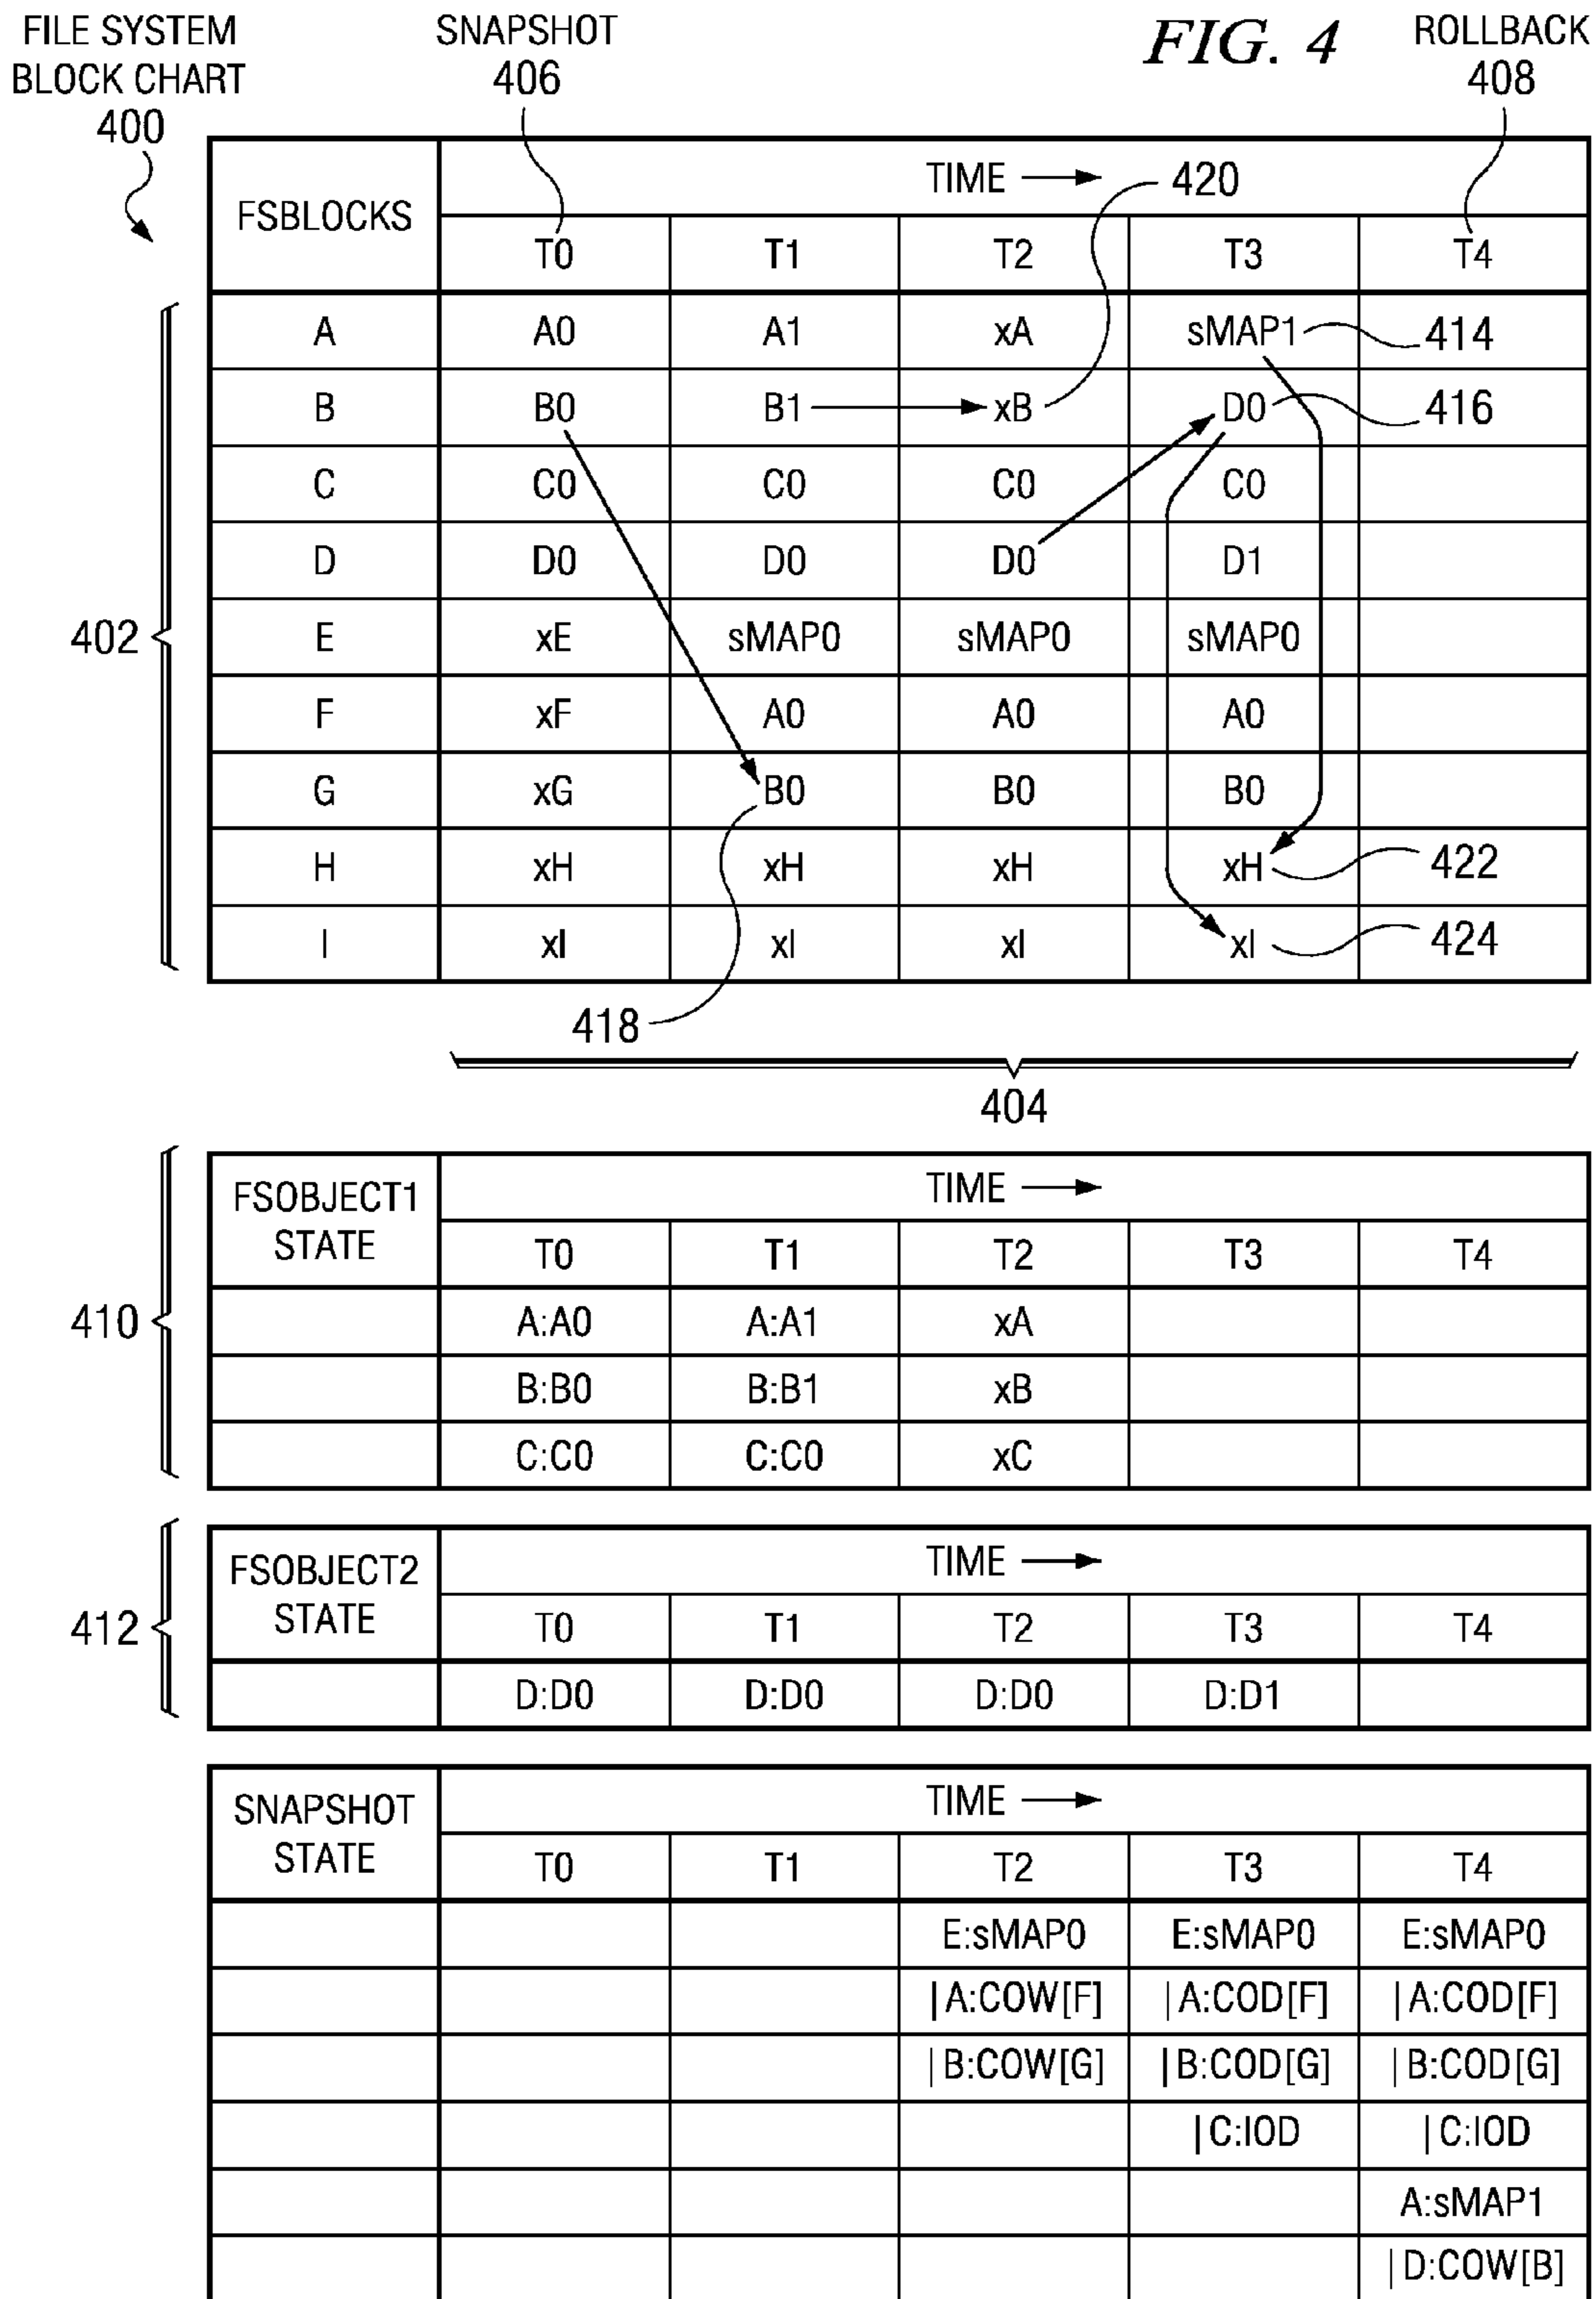 FILE SYSTEM
BLOCK CHART
400
SNAPSHOT
406
FIG. 4
ROLLBACK
408
FSBLOCKS
TIME
420
T0 T1 T2 T3 T4
A A0 A1 xA sMAP1 414
B B0 B1 xB D0 416
C C0 C0 C0 C0
D D0 D0 D0 D1
402
E xE sMAP0 sMAP0 sMAP0
F xF A0 A0 A0
G xG B0 B0 B0
H xH xH xH xH 422
I xI xI xI xI 424
418
404
410
FSOBJECT1
STATE
TIME
T0 T1 T2 T3 T4
A:A0 A:A1 xA
B:B0 B:B1 xB
C:C0 C:C0 xC
412
FSOBJECT2
STATE
TIME
T0 T1 T2 T3 T4
D:D0 D:D0 D:D0 D:D1
SNAPSHOT
STATE
TIME
T0 T1 T2 T3 T4
E:sMAP0 E:sMAP0 E:sMAP0
|A:COW[F] |A:COD[F] |A:COD[F]
|B:COW[G] |B:COD[G] |B:COD[G]
|C:IOD |C:IOD
A:sMAP1
|D:COW[B]